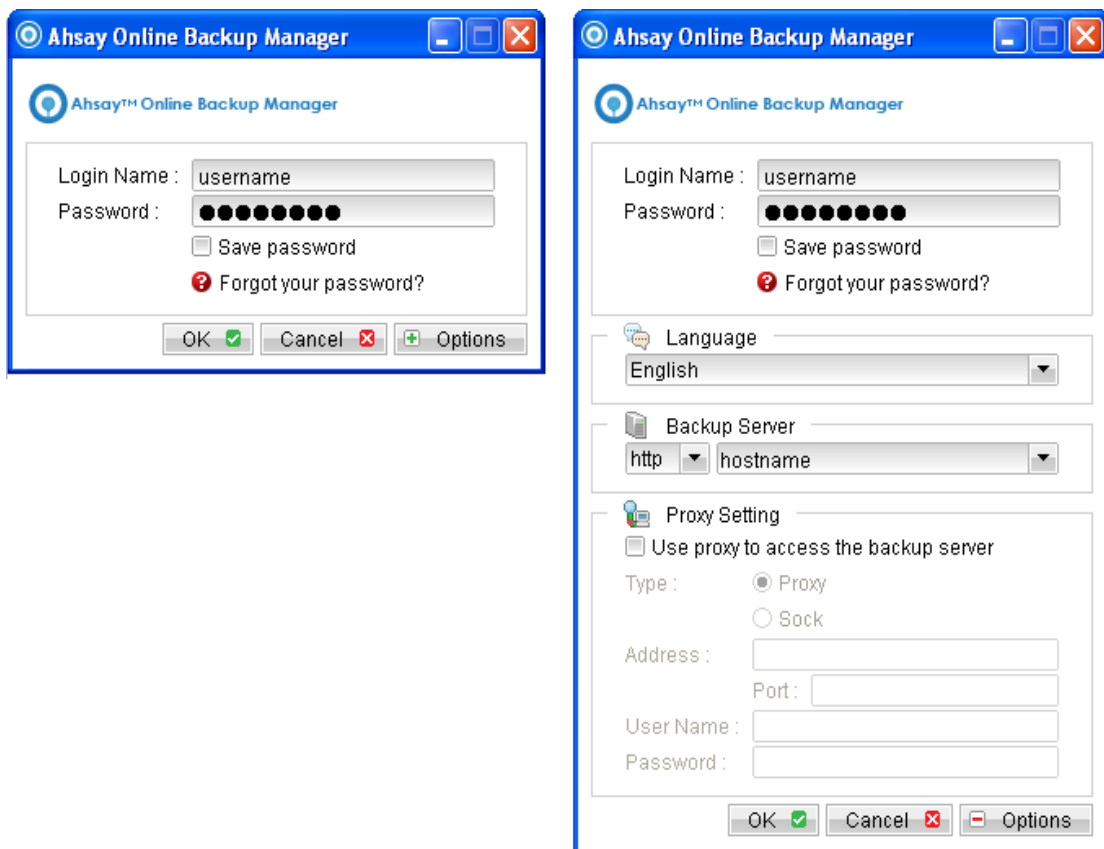 Ahsay Online Backup Manager
Ahsay™ Online Backup Manager
Login Name : username
Password : ●●●●●●●●
Save password
Forgot your password?
OK Cancel Options
Ahsay Online Backup Manager
Ahsay™ Online Backup Manager
Login Name : username
Password : ●●●●●●●●
Save password
Forgot your password?
Language
English
Backup Server
http hostname
Proxy Setting
Use proxy to access the backup server
Type : Proxy
Sock
Address :
Port :
User Name :
Password :
OK Cancel Options